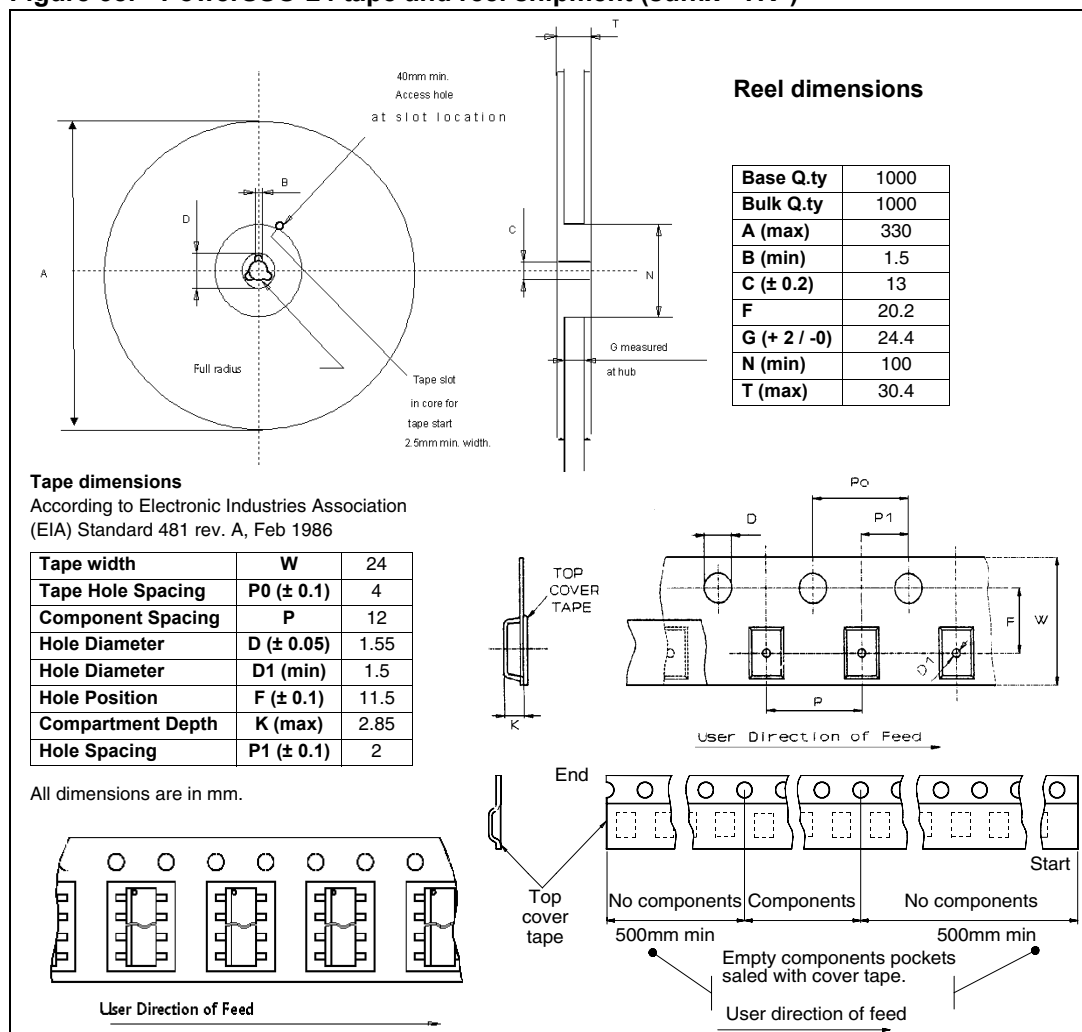 T
40mm min.
Access hole
at slot location
Reel dimensions
B
D
C
A
N
G measured
at hub
Full radius
Tape slot
in core for
tape start
2.5mm min. width.
Base Q.ty 1000
Bulk Q.ty 1000
A (max) 330
B (min) 1.5
C (± 0.2) 13
F 20.2
G (+ 2 / -0) 24.4
N (min) 100
T (max) 30.4
Tape dimensions
According to Electronic Industries Association
(EIA) Standard 481 rev. A, Feb 1986
Tape width W 24
Tape Hole Spacing P0 (± 0.1) 4
Component Spacing P 12
Hole Diameter D (± 0.05) 1.55
Hole Diameter D1 (min) 1.5
Hole Position F (± 0.1) 11.5
Compartment Depth K (max) 2.85
Hole Spacing P1 (± 0.1) 2
All dimensions are in mm.
Po
D
P1
TOP
COVER
TAPE
F
W
D1
K
P
User Direction of Feed
End
Start
Top
cover
tape
No components Components No components
500mm min 500mm min
Empty components pockets
saled with cover tape.
User direction of feed
User Direction of Feed